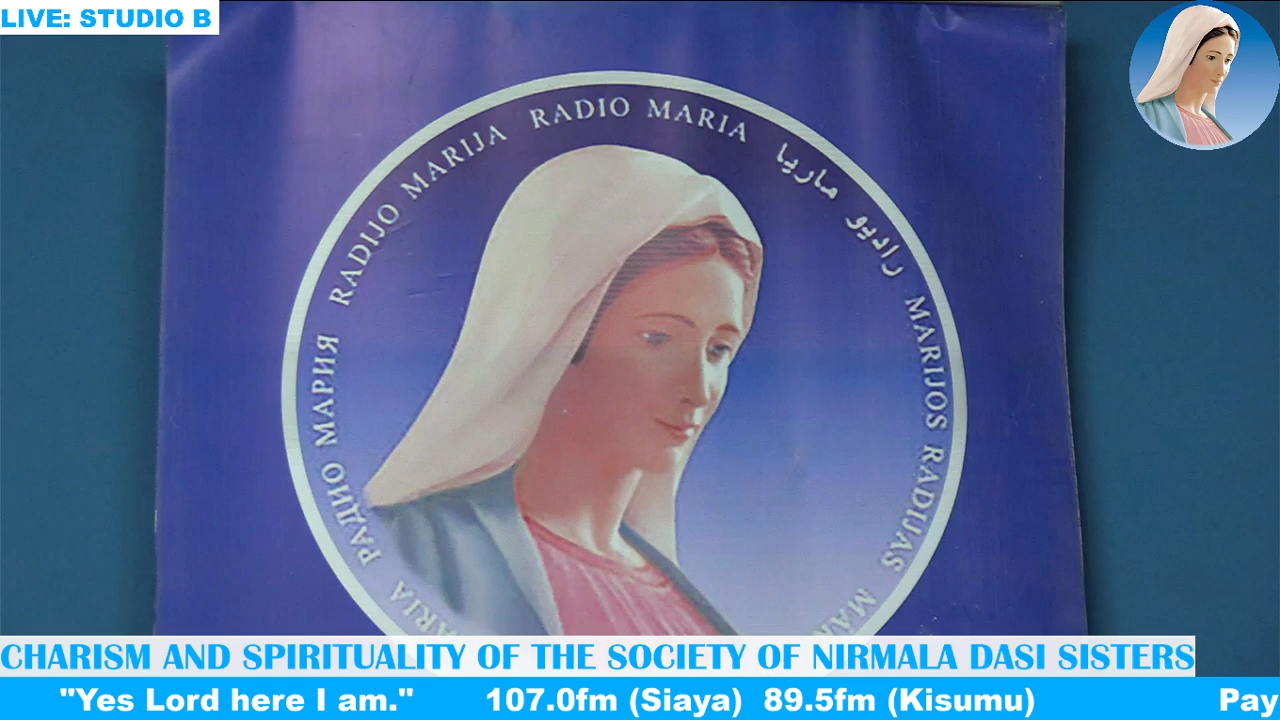 LIVE: STUDIO B
RADIO MARIA
RADIJO MARIJA
РАДИО МАРИЯ
راديو ماريا
MARIJOS RADIJAS
CHARISM AND SPIRITUALITY OF THE SOCIETY OF NIRMALA DASI SISTERS
"Yes Lord here I am." 107.0fm (Siaya) 89.5fm (Kisumu) Pay